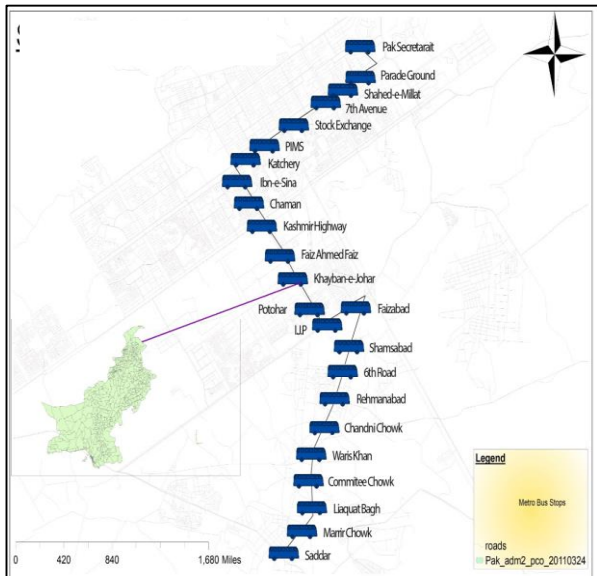 Pak Secretarait
Parade Ground
Shahed-e-Millat
7th Avenue
Stock Exchange
PIMS
Katchery
Ibn-e-Sina
Chaman
Kashmir Highway
Faiz Ahmed Faiz
Khayban-e-Johar
Potohar
Faizabad
IJP
Shamsabad
6th Road
Rehmanabad
Chandni Chowk
Waris Khan
Commitee Chowk
Liaquat Bagh
Marrir Chowk
Saddar
Legend
Metro Bus Stops
roads
Pak_adm2_pco_20110324
0 420 840 1,680 Miles